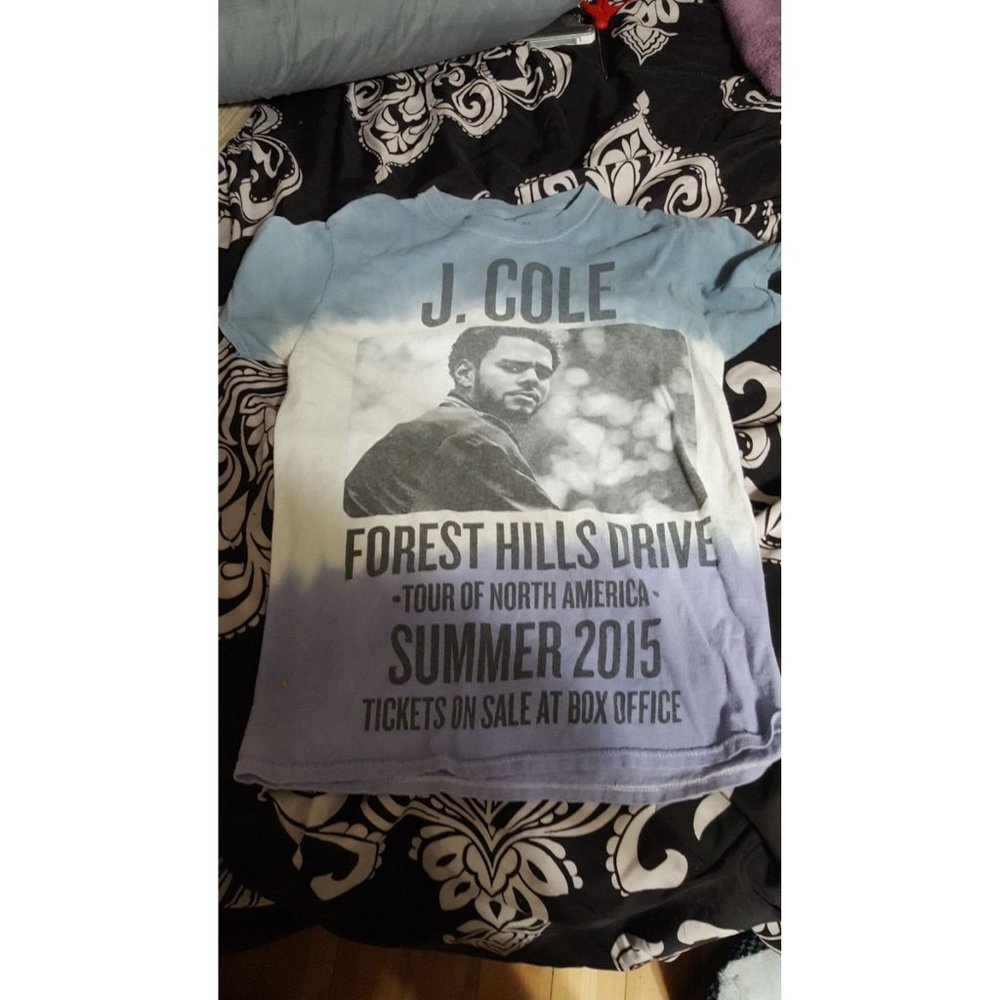 J. COLE
FOREST HILLS DRIVE
•TOUR OF NORTH AMERICA•
SUMMER 2015
TICKETS ON SALE AT BOX OFFICE